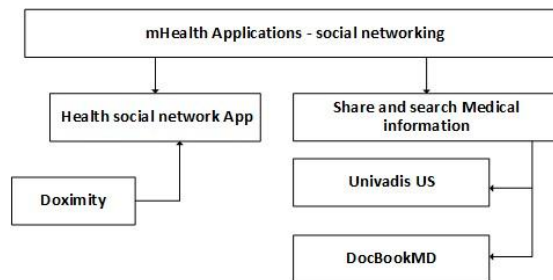 mHealth Applications - social networking
Health social network App
Share and search Medical
information
Univadis US
Doximity
DocBookMD